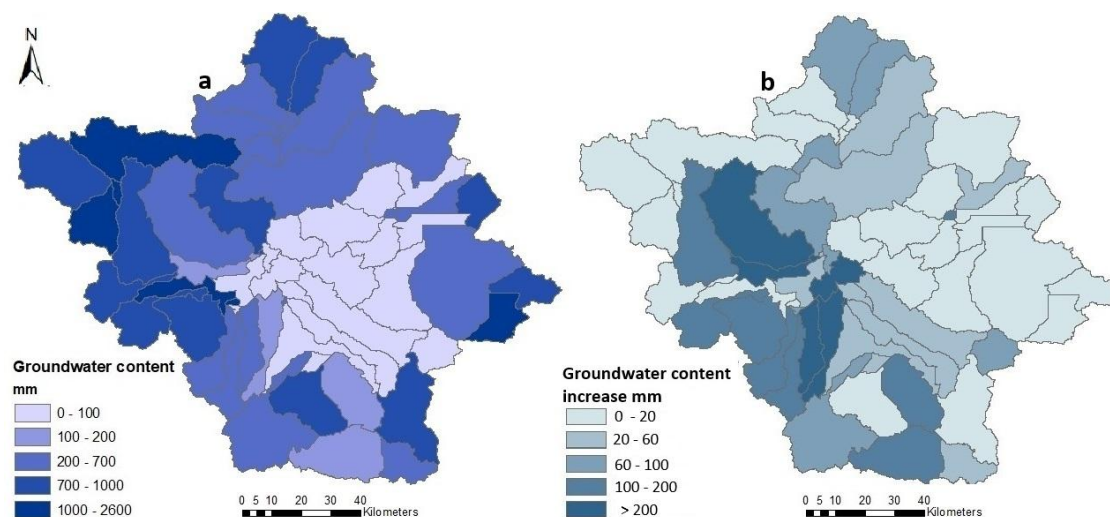 N
a
Groundwater content
mm
0 - 100
100 - 200
200 - 700
700 - 1000
1000 - 2600
0 5 10 20 30 40
Kilometers
b
Groundwater content
increase mm
0 - 20
20 - 60
60 - 100
100 - 200
> 200
0 5 10 20 30 40
Kilometers